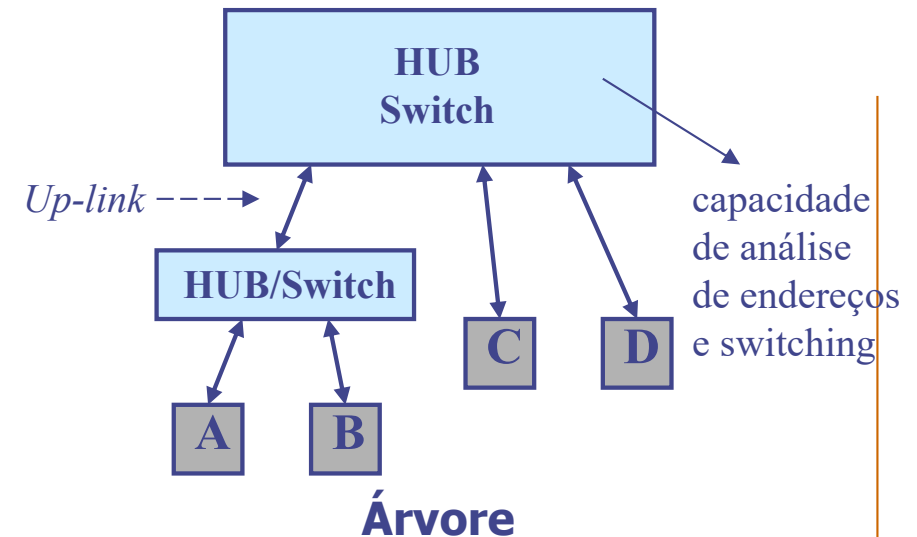 HUB
Switch
Up-link
capacidade
de análise
de endereços
e switching
HUB/Switch
C
D
A
B
Árvore